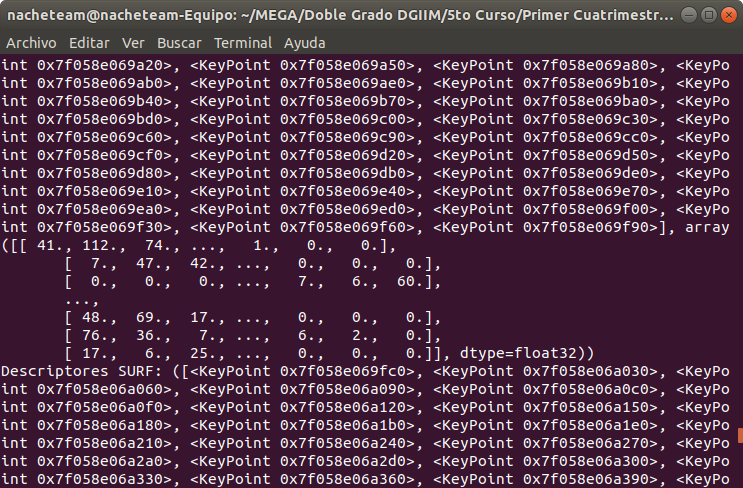 nacheteam@nacheteam-Equipo: ~/MEGA/Doble Grado DGIIM/5to Curso/Primer Cuatrimestr...
Archivo Editar Ver Buscar Terminal Ayuda
int 0x7f058e069a20>, <KeyPoint 0x7f058e069a50>, <KeyPoint 0x7f058e069a80>, <KeyPo
int 0x7f058e069ab0>, <KeyPoint 0x7f058e069ae0>, <KeyPoint 0x7f058e069b10>, <KeyPo
int 0x7f058e069b40>, <KeyPoint 0x7f058e069b70>, <KeyPoint 0x7f058e069ba0>, <KeyPo
int 0x7f058e069bd0>, <KeyPoint 0x7f058e069c00>, <KeyPoint 0x7f058e069c30>, <KeyPo
int 0x7f058e069c60>, <KeyPoint 0x7f058e069c90>, <KeyPoint 0x7f058e069cc0>, <KeyPo
int 0x7f058e069cf0>, <KeyPoint 0x7f058e069d20>, <KeyPoint 0x7f058e069d50>, <KeyPo
int 0x7f058e069d80>, <KeyPoint 0x7f058e069db0>, <KeyPoint 0x7f058e069de0>, <KeyPo
int 0x7f058e069e10>, <KeyPoint 0x7f058e069e40>, <KeyPoint 0x7f058e069e70>, <KeyPo
int 0x7f058e069ea0>, <KeyPoint 0x7f058e069ed0>, <KeyPoint 0x7f058e069f00>, <KeyPo
int 0x7f058e069f30>, <KeyPoint 0x7f058e069f60>, <KeyPoint 0x7f058e069f90>], array
([[ 41., 112.,  74., ...,   1.,   0.,   0.],
       [  7.,  47.,  42., ...,   0.,   0.,   0.],
       [  0.,   0.,   0., ...,   7.,   6.,  60.],
       ...,
       [ 48.,  69.,  17., ...,   0.,   0.,   0.],
       [ 76.,  36.,   7., ...,   6.,   2.,   0.],
       [ 17.,   6.,  25., ...,   0.,   0.,   0.]], dtype=float32))
Descriptores SURF: ([<KeyPoint 0x7f058e069fc0>, <KeyPoint 0x7f058e06a030>, <KeyPo
int 0x7f058e06a060>, <KeyPoint 0x7f058e06a090>, <KeyPoint 0x7f058e06a0c0>, <KeyPo
int 0x7f058e06a0f0>, <KeyPoint 0x7f058e06a120>, <KeyPoint 0x7f058e06a150>, <KeyPo
int 0x7f058e06a180>, <KeyPoint 0x7f058e06a1b0>, <KeyPoint 0x7f058e06a1e0>, <KeyPo
int 0x7f058e06a210>, <KeyPoint 0x7f058e06a240>, <KeyPoint 0x7f058e06a270>, <KeyPo
int 0x7f058e06a2a0>, <KeyPoint 0x7f058e06a2d0>, <KeyPoint 0x7f058e06a300>, <KeyPo
int 0x7f058e06a330>, <KeyPoint 0x7f058e06a360>, <KeyPoint 0x7f058e06a390>, <KeyPo